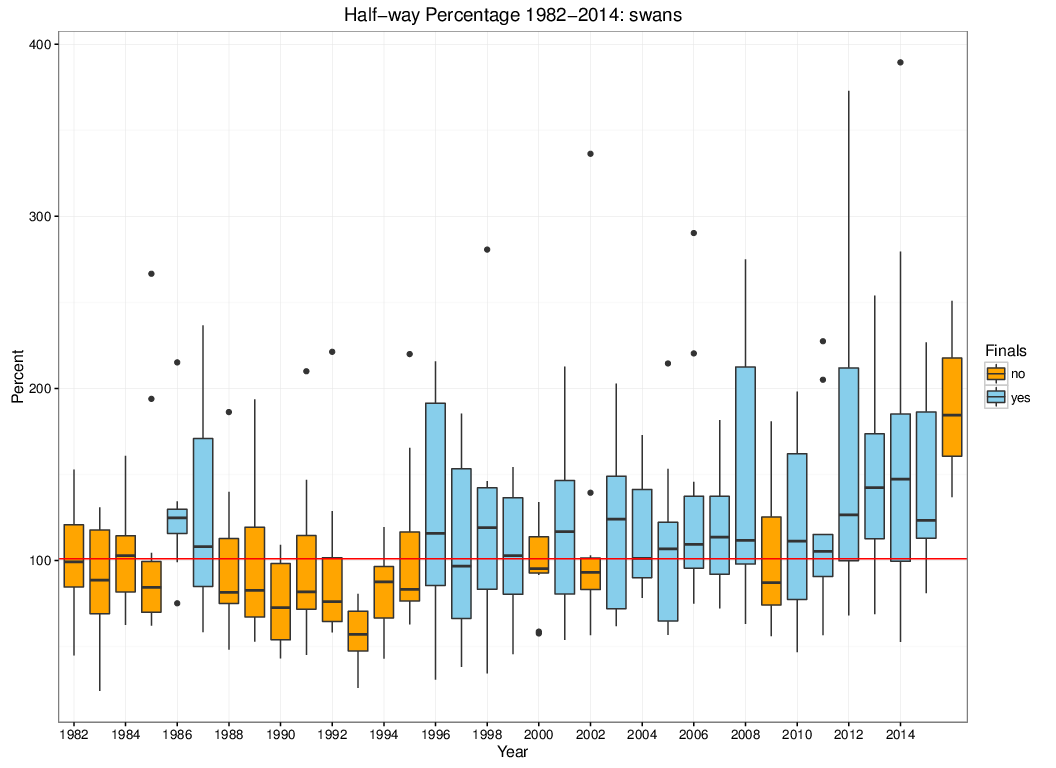 Half−way Percentage 1982−2014: swans
400
300
200
100
Percent
1982 1984 1986 1988 1990 1992 1994 1996 1998 2000 2002 2004 2006 2008 2010 2012 2014
Year
Finals
no
yes